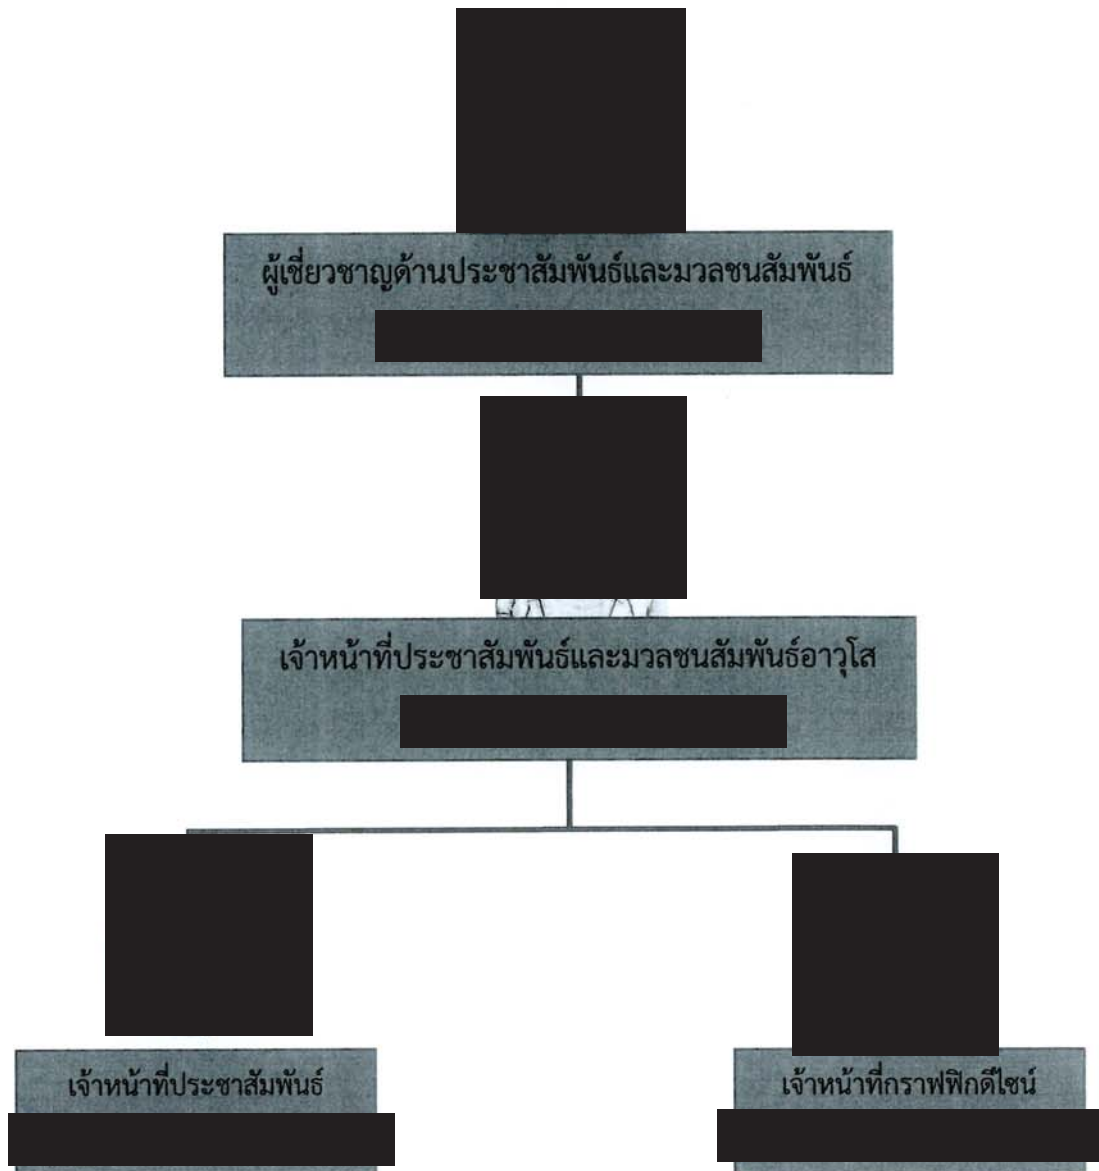 ผู้เชี่ยวชาญด้านประชาสัมพันธ์และมวลชนสัมพันธ์
เจ้าหน้าที่ประชาสัมพันธ์และมวลชนสัมพันธ์อาวุโส
เจ้าหน้าที่ประชาสัมพันธ์
เจ้าหน้าที่กราฟฟิกดีไซน์